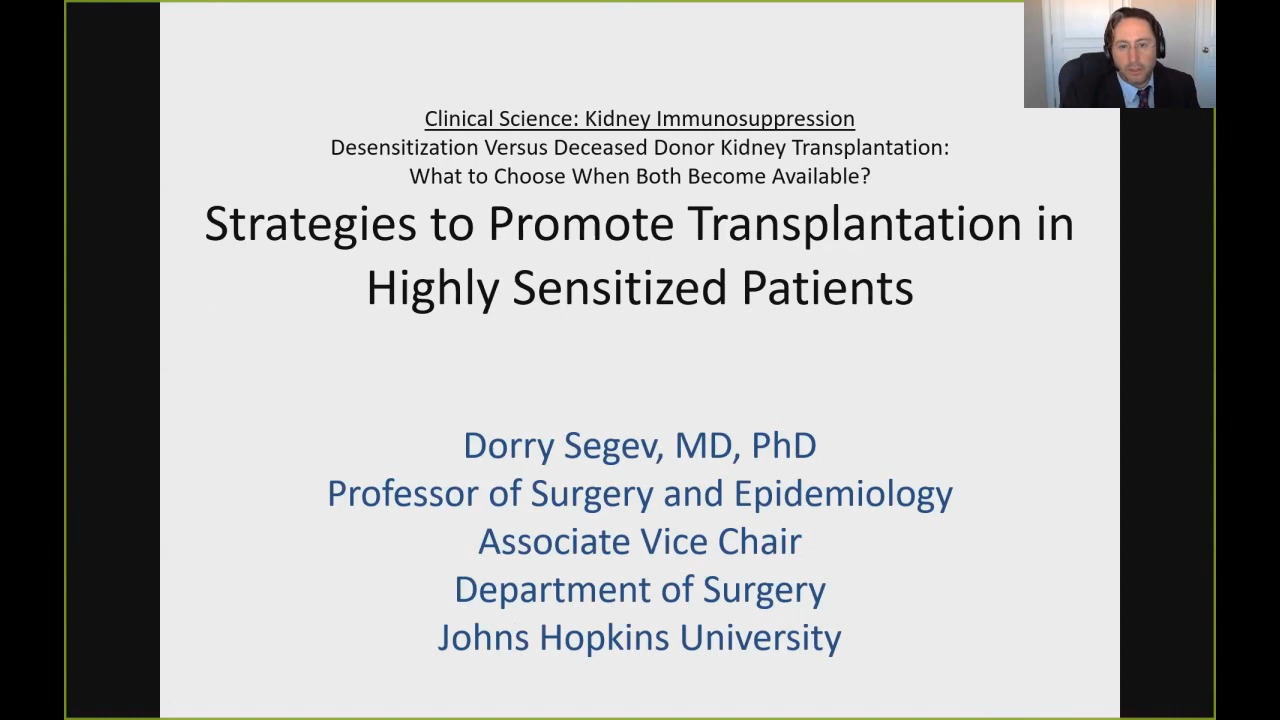 Clinical Science: Kidney Immunosuppression
Desensitization Versus Deceased Donor Kidney Transplantation:
What to Choose When Both Become Available?
Strategies to Promote Transplantation in
Highly Sensitized Patients
Dorry Segev, MD, PhD
Professor of Surgery and Epidemiology
Associate Vice Chair
Department of Surgery
Johns Hopkins University